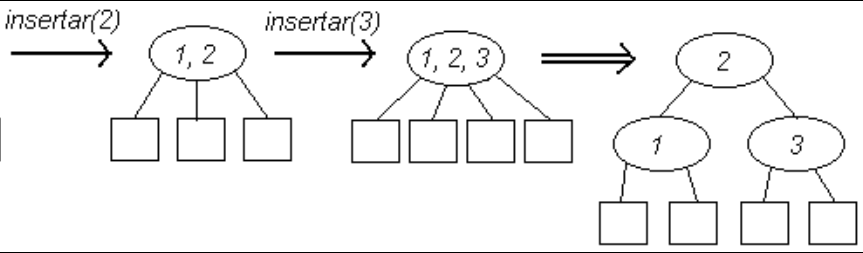 insertar(2)
1, 2
insertar(3)
1, 2, 3
2
1
3